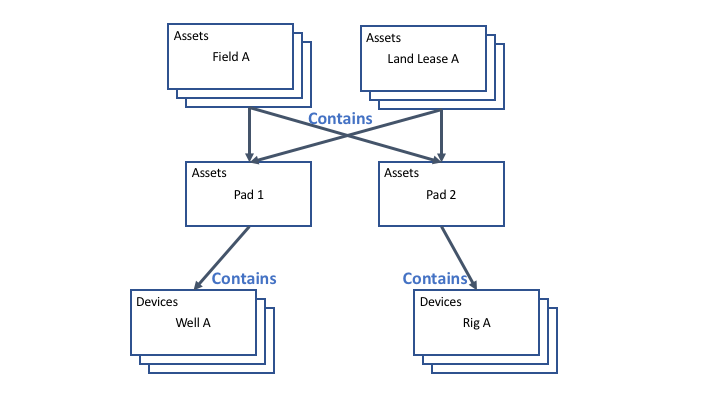 Assets
Field A
Assets
Land Lease A
Contains
Assets
Pad 1
Assets
Pad 2
Contains
Contains
Devices
Well A
Devices
Rig A